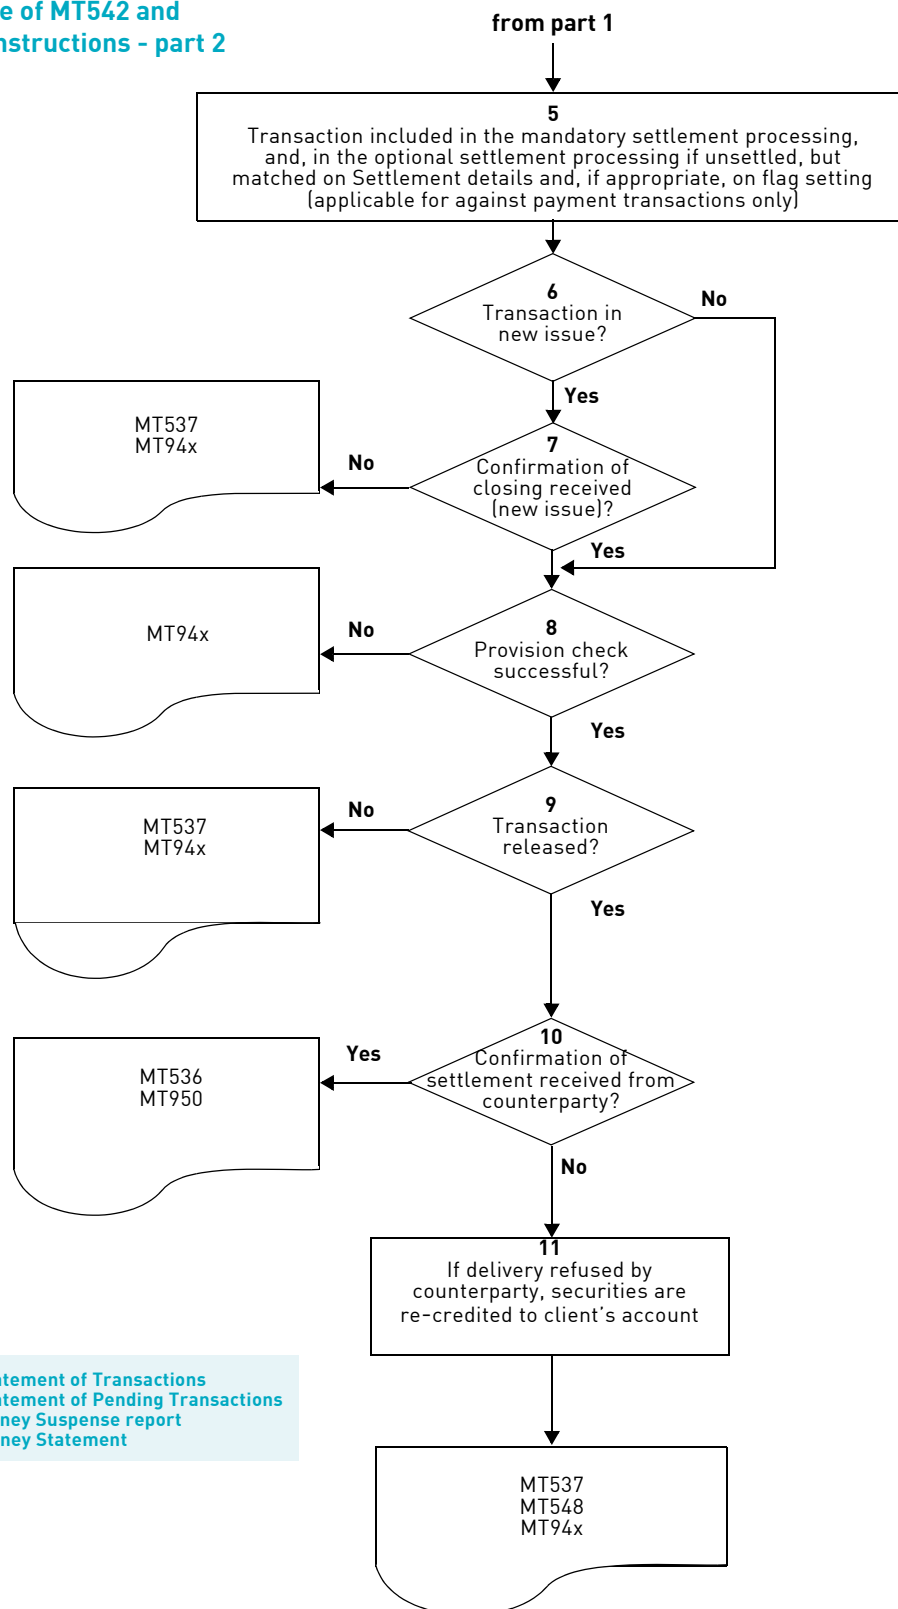 e of MT542 and
nstructions - part 2
from part 1
5
Transaction included in the mandatory settlement processing,
and, in the optional settlement processing if unsettled, but
matched on Settlement details and, if appropriate, on flag setting
(applicable for against payment transactions only)
6
Transaction in
new issue?
No
Yes
MT537
MT94x
No
7
Confirmation of
closing received
(new issue)?
Yes
MT94x
No
8
Provision check
successful?
Yes
MT537
MT94x
No
9
Transaction
released?
Yes
MT536
MT950
Yes
10
Confirmation of
settlement received from
counterparty?
No
11
If delivery refused by
counterparty, securities are
re-credited to client's account
atement of Transactions
atement of Pending Transactions
ney Suspense report
ney Statement
MT537
MT548
MT94x